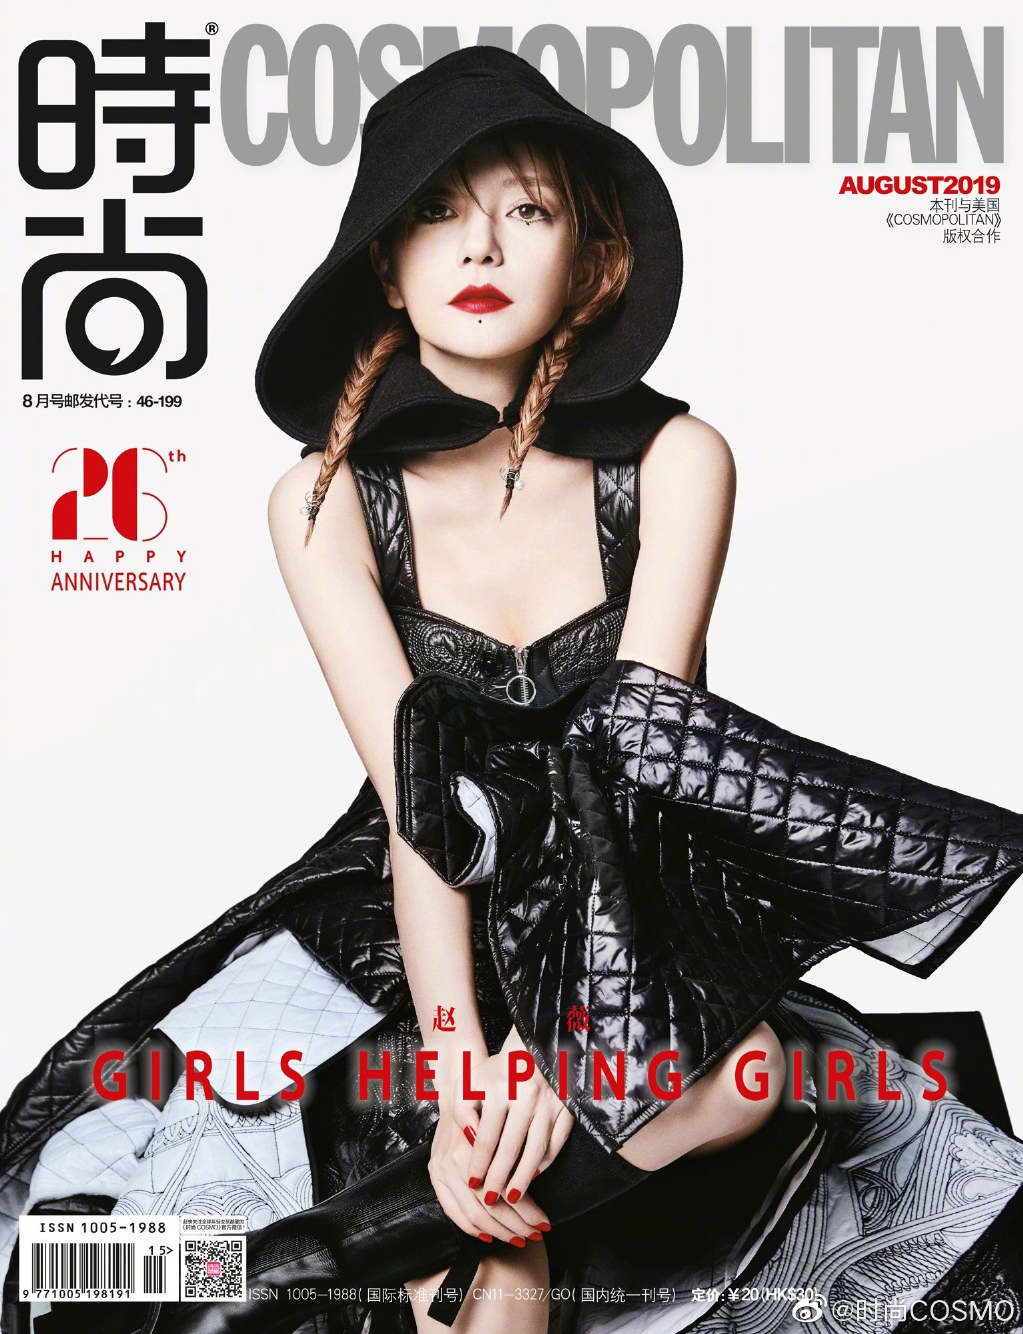 時尚
®
COSMOPOLITAN
AUGUST2019
本刊与美国
《COSMOPOLITAN》
版权合作
8月号邮发代号：46-199
26th
HAPPY
ANNIVERSARY
赵 薇
GIRLS HELPING GIRLS
ISSN 1005-1988
15>
9 771005 198191
ISSN 1005-1988(国际标准刊号) CN11-3327/GO(国内统一刊号) 定价:￥20(HK$30)
@时尚COSMO